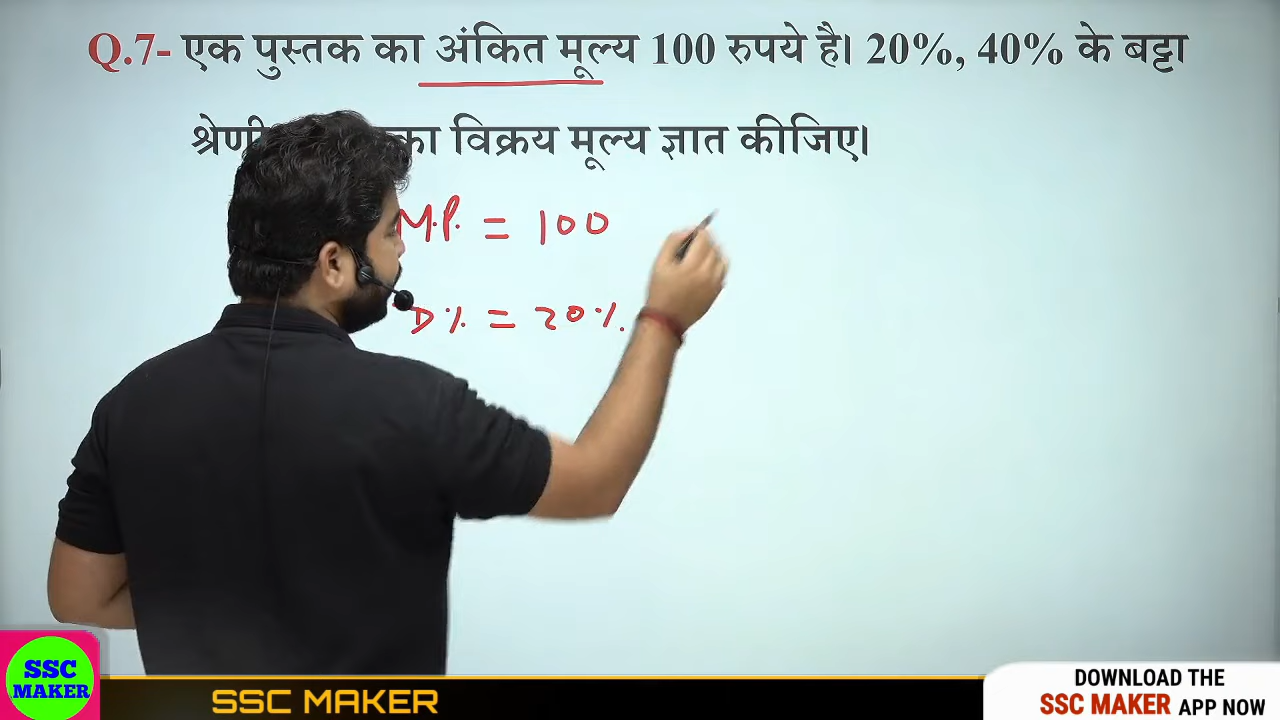 Q.7- एक पुस्तक का अंकित मूल्य 100 रुपये है। 20%, 40% के बट्टा
का विक्रय मूल्य ज्ञात कीजिए।
M.P. = 100
D% = 20%
SSC
MAKER
SSC MAKER
DOWNLOAD THE
SSC MAKER APP NOW